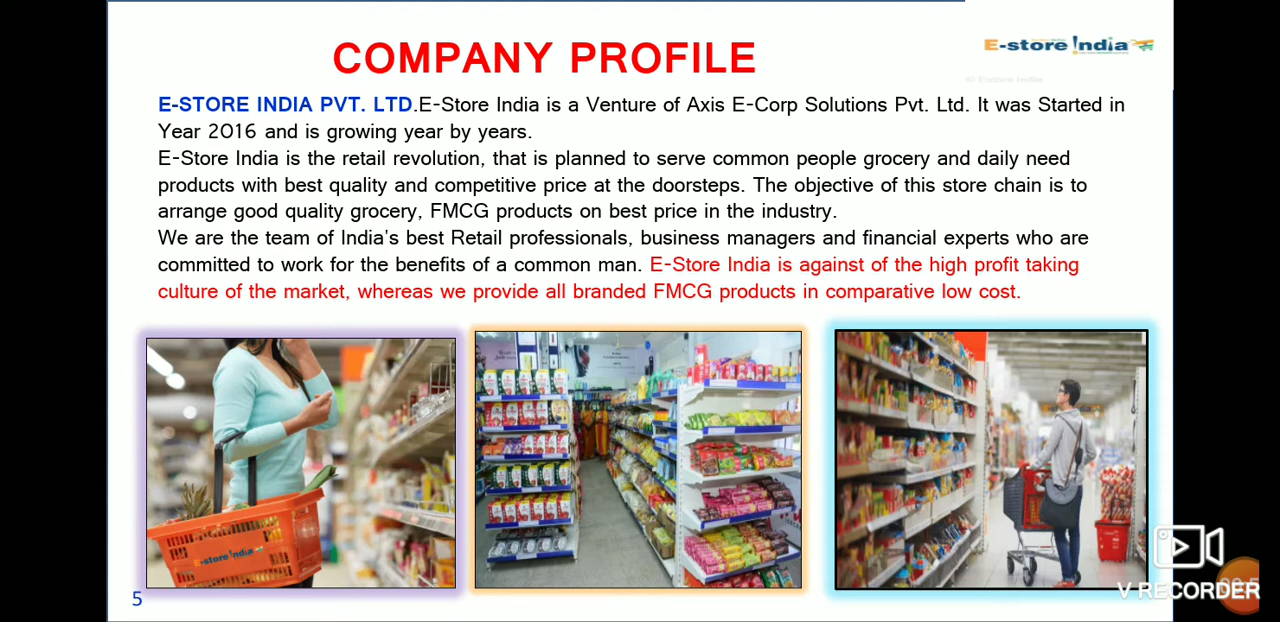 COMPANY PROFILE
E-store India
© Estore India
E-STORE INDIA PVT. LTD.E-Store India is a Venture of Axis E-Corp Solutions Pvt. Ltd. It was Started in
Year 2016 and is growing year by years.
E-Store India is the retail revolution, that is planned to serve common people grocery and daily need
products with best quality and competitive price at the doorsteps. The objective of this store chain is to
arrange good quality grocery, FMCG products on best price in the industry.
We are the team of India's best Retail professionals, business managers and financial experts who are
committed to work for the benefits of a common man. E-Store India is against of the high profit taking
culture of the market, whereas we provide all branded FMCG products in comparative low cost.
E-store India
5
V RECORDER